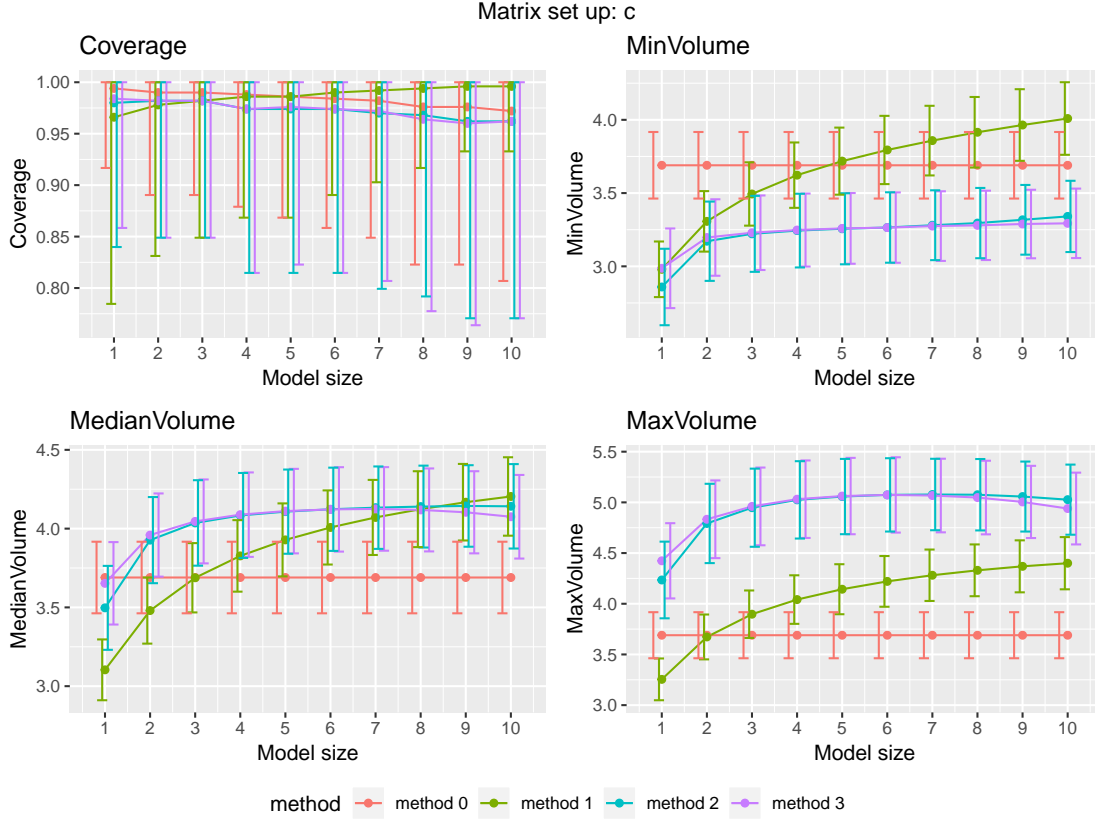 Matrix set up: c
Coverage
1.00
0.95
0.90
0.85
0.80
Coverage
1 2 3 4 5 6 7 8 9 10
Model size
MinVolume
4.0
3.5
3.0
MinVolume
1 2 3 4 5 6 7 8 9 10
Model size
MedianVolume
4.5
4.0
3.5
3.0
MedianVolume
1 2 3 4 5 6 7 8 9 10
Model size
MaxVolume
5.5
5.0
4.5
4.0
3.5
3.0
MaxVolume
1 2 3 4 5 6 7 8 9 10
Model size
method method 0 method 1 method 2 method 3